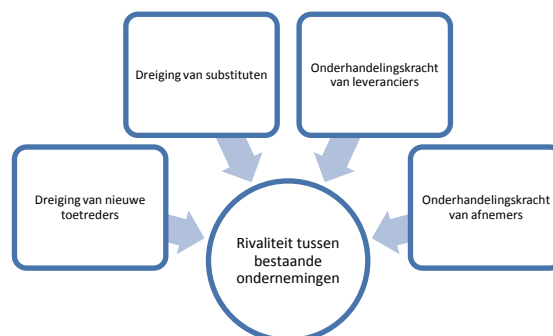 Dreiging van substituten
Onderhandelingskracht
van leveranciers
Dreiging van nieuwe
toetreders
Onderhandelingskracht
van afnemers
Rivaliteit tussen
bestaande
ondernemingen